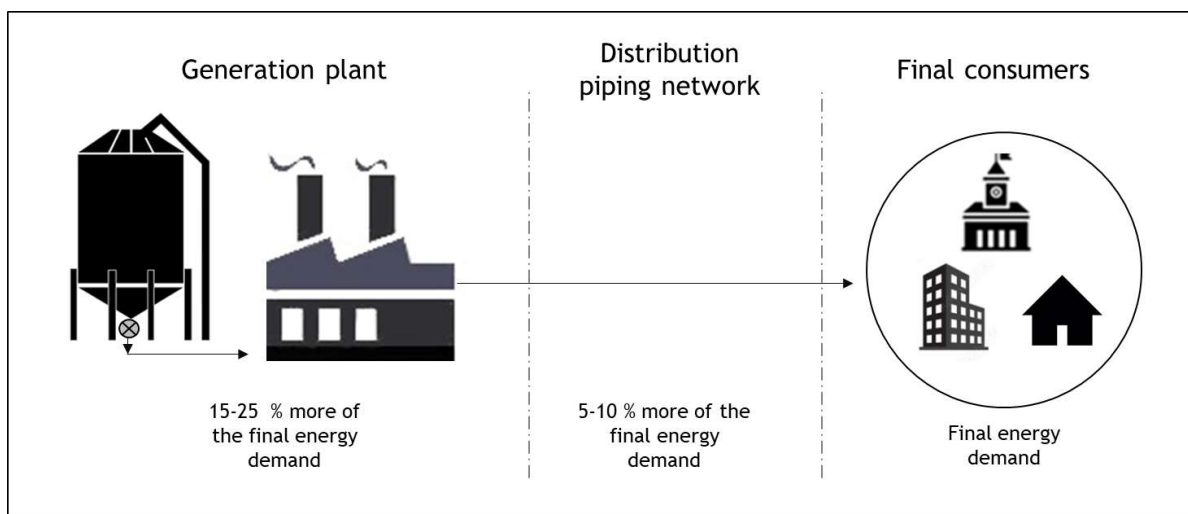 Generation plant
Distribution
piping network
Final consumers
15-25 % more of
the final energy
demand
5-10 % more of the
final energy
demand
Final energy
demand